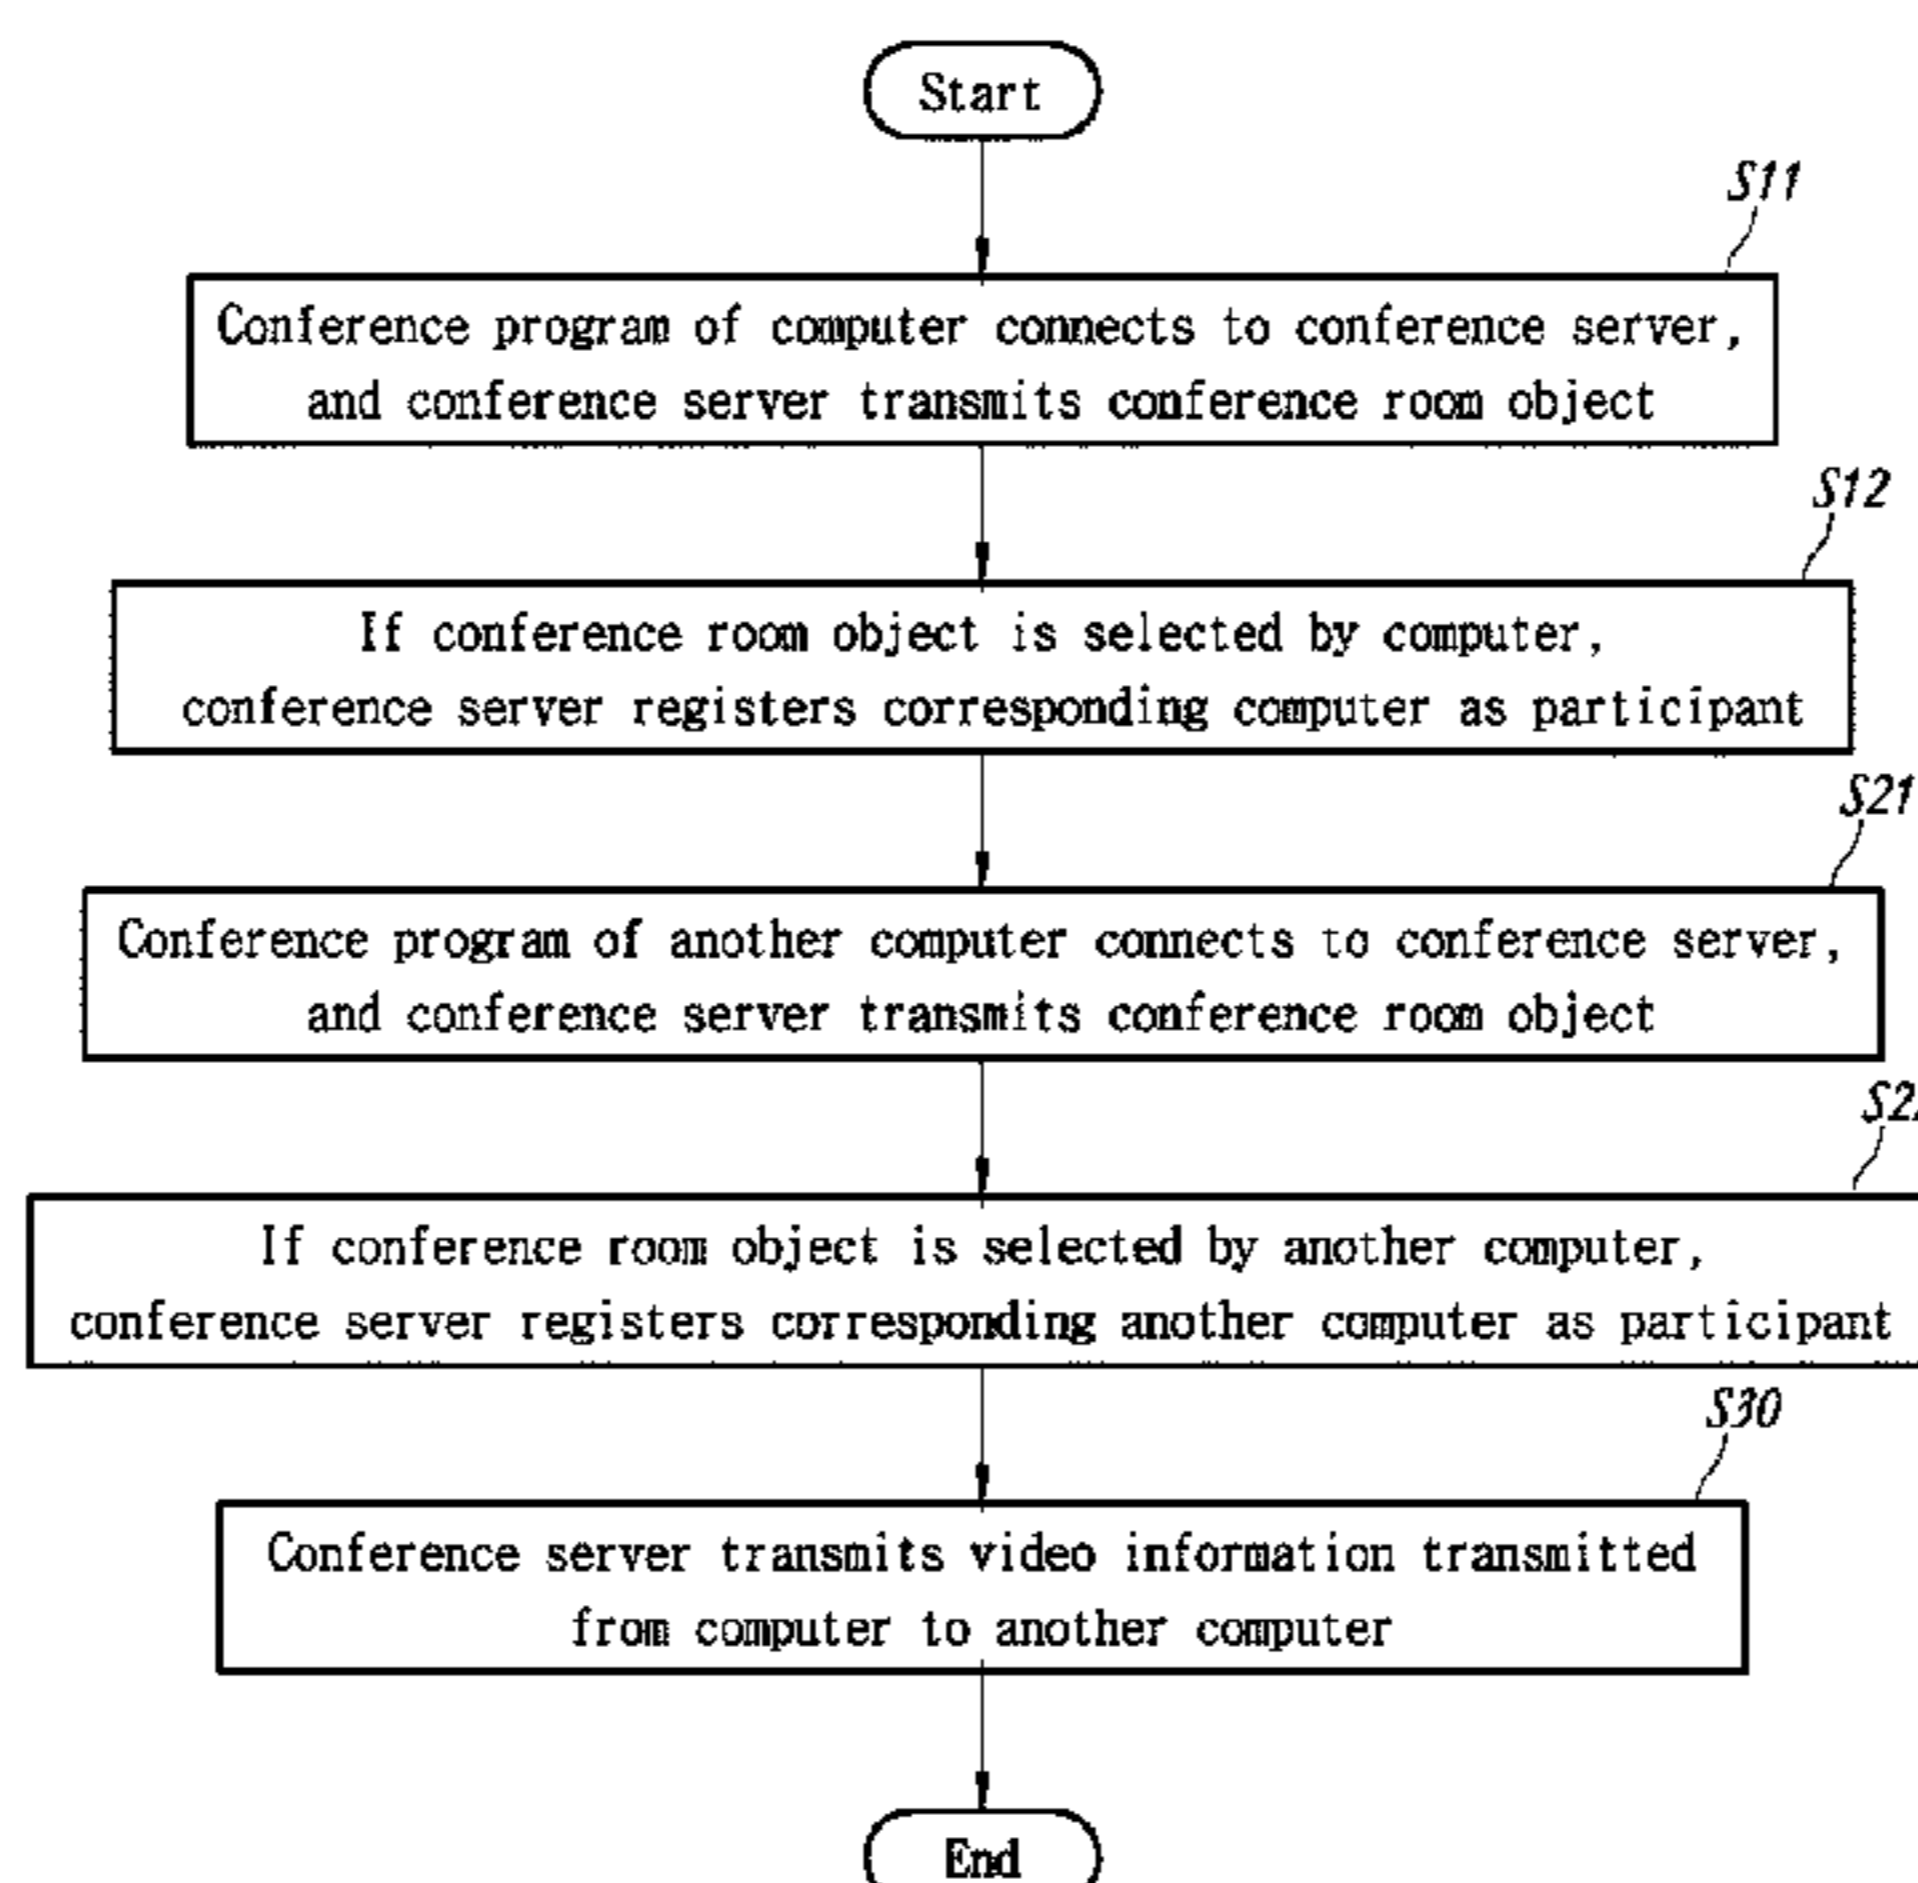 Start
S11
Conference program of computer connects to conference server,
and conference server transmits conference room object
S12
If conference room object is selected by computer,
conference server registers corresponding computer as participant
S21
Conference program of another computer connects to conference server,
and conference server transmits conference room object
If conference room object is selected by another computer,
conference server registers corresponding another computer as participant
S30
Conference server transmits video information transmitted
from computer to another computer
End